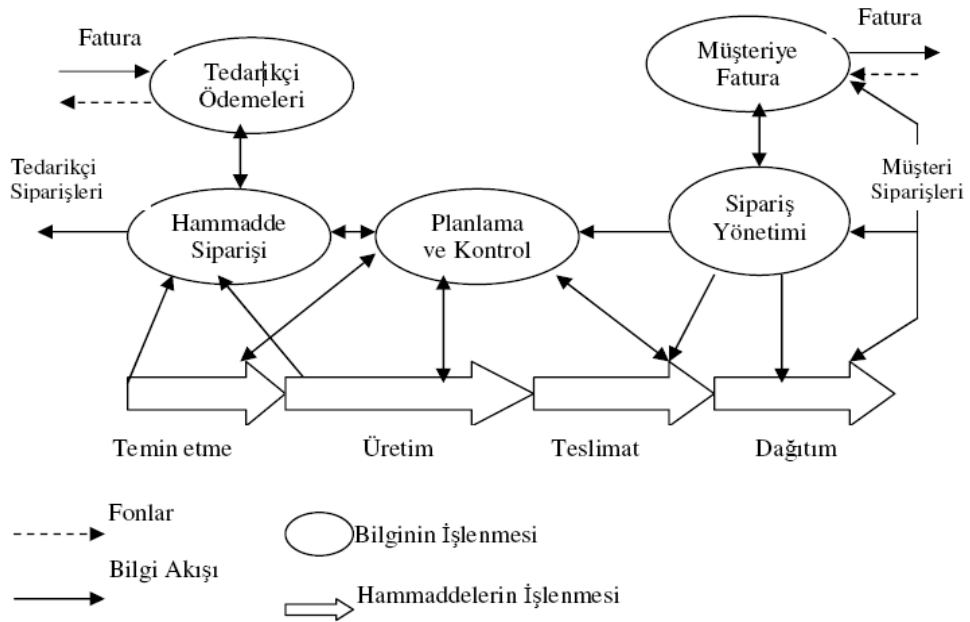 Fatura
Fatura
Tedarikçi
Ödemeleri
Müşteriye
Fatura
Tedarikçi
Siparişleri
Hammadde
Siparişi
Planlama
ve Kontrol
Sipariş
Yönetimi
Müşteri
Siparişleri
Temin etme
Üretim
Teslimat
Dağıtım
Fonlar
Bilginin İşlenmesi
Bilgi Akışı
Hammaddelerin İşlenmesi